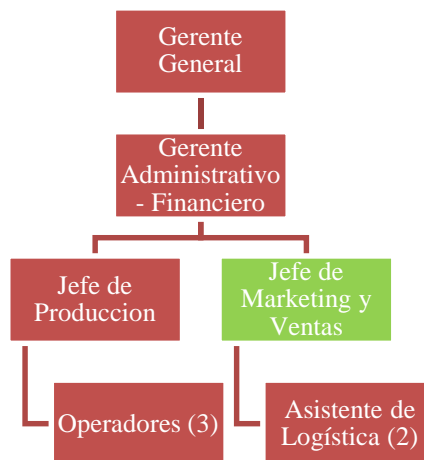 Gerente
General
Gerente
Administrativo
- Financiero
Jefe de
Produccion
Jefe de
Marketing y
Ventas
Operadores (3)
Asistente de
Logística (2)